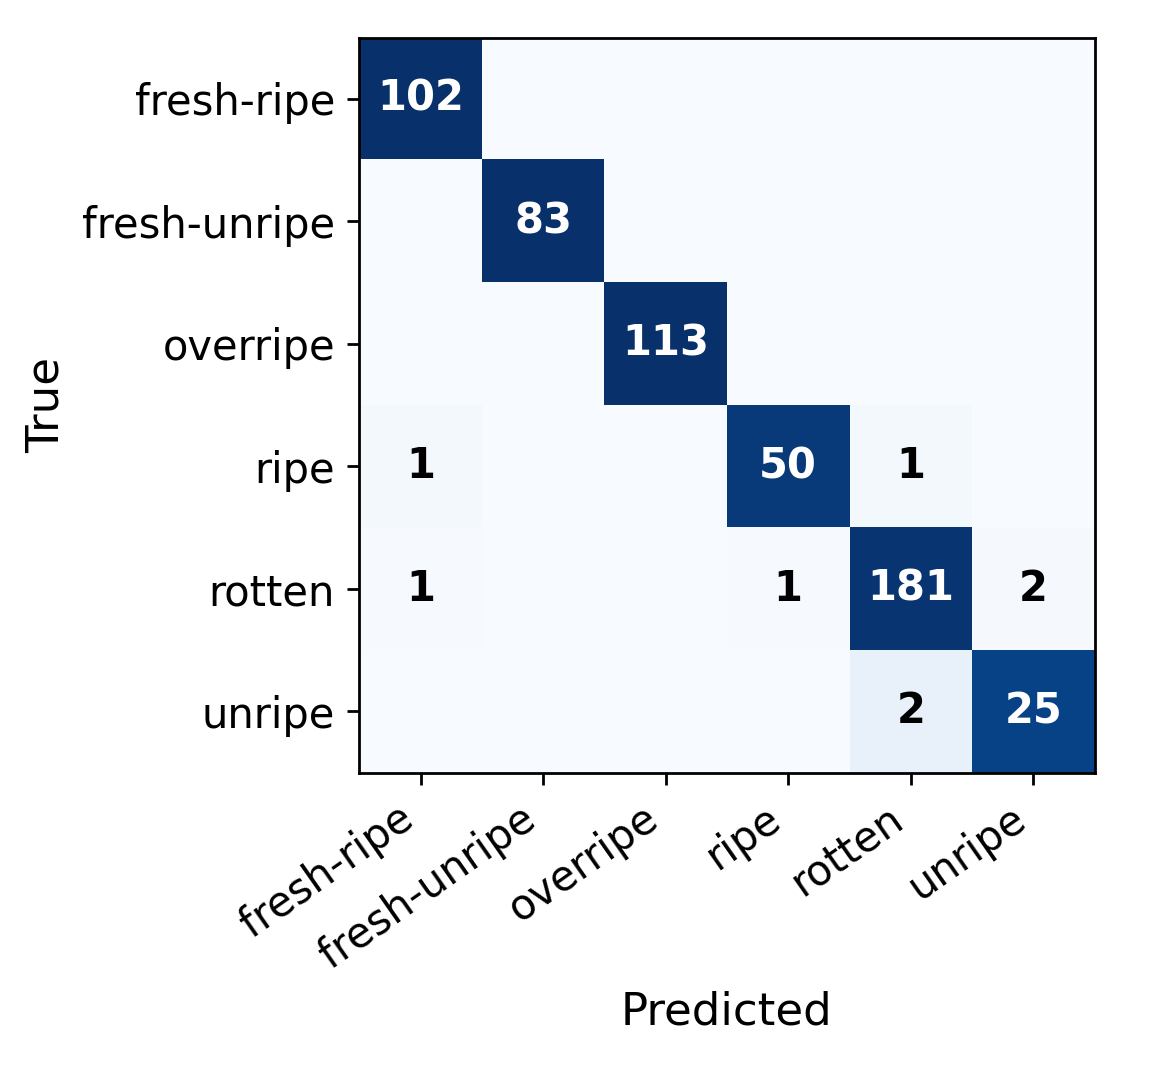 fresh-ripe 102
fresh-unripe 83
overripe 113
ripe 1 50 1
rotten 1 1 181 2
unripe 2 25
True
fresh-ripe fresh-unripe overripe ripe rotten unripe
Predicted